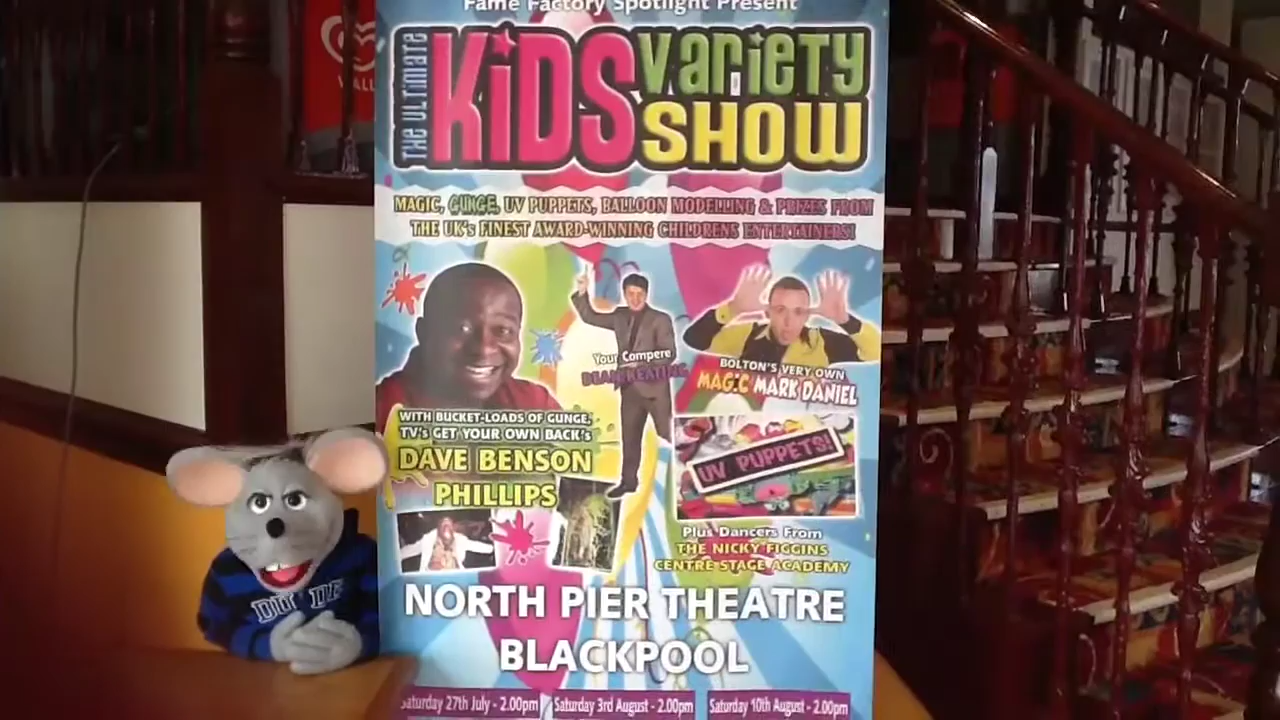 Fame Factory Spotlight Present
THE ULTIMATE
KiDS VARiETY
SHOW
MAGIC, GUNGE, UV PUPPETS, BALLOON MODELLING & PRIZES FROM
THE UK's FINEST AWARD-WINNING CHILDRENS ENTERTAINERS!
Your Compere
DEAN KEATING
BOLTON'S VERY OWN
MAGIC MARK DANIEL
WITH BUCKET-LOADS OF GUNGE,
TV's GET YOUR OWN BACK's
DAVE BENSON
PHILLIPS
UV PUPPETS!
Plus Dancers From
THE NICKY FIGGINS
CENTRE STAGE ACADEMY
NORTH PIER THEATRE
BLACKPOOL
Saturday 27th July - 2.00pm
Saturday 3rd August - 2.00pm
Saturday 10th August - 2.00pm